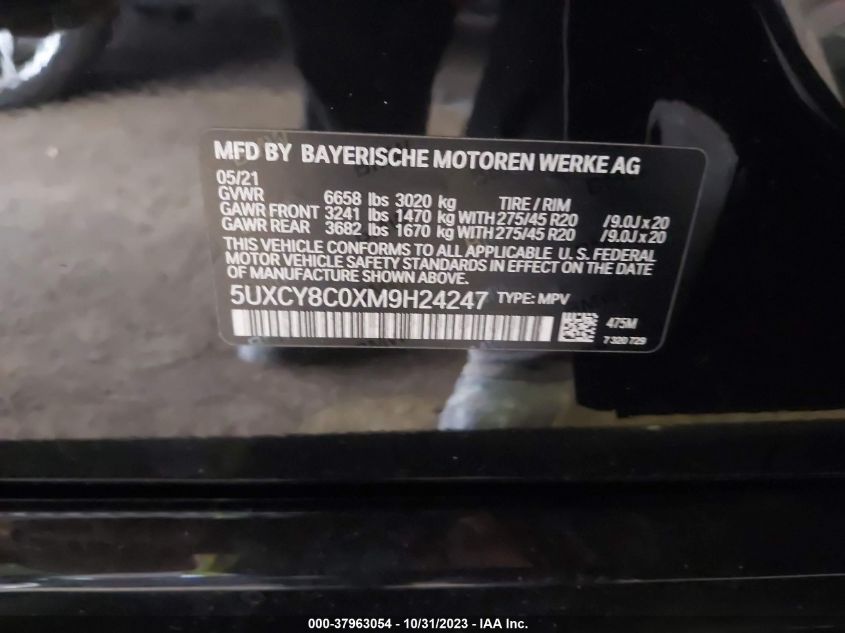 MFD BY BAYERISCHE MOTOREN WERKE AG
05/21
GVWR 6658 lbs 3020 kg TIRE / RIM
GAWR FRONT 3241 lbs 1470 kg WITH 275/45 R20 /9.0J x 20
GAWR REAR 3682 lbs 1670 kg WITH 275/45 R20 /9.0J x 20
THIS VEHICLE CONFORMS TO ALL APPLICABLE U. S. FEDERAL
MOTOR VEHICLE SAFETY STANDARDS IN EFFECT ON THE DATE
OF MANUFACTURE SHOWN ABOVE.
5UXCY8C0XM9H24247 TYPE: MPV
475M
7 320 729
000-37963054 - 10/31/2023 - IAA Inc.